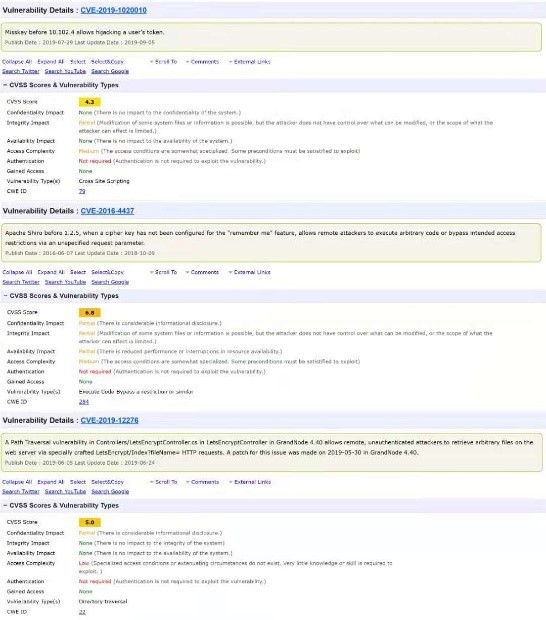 Vulnerability Details : CVE-2019-1020010
Misskey before 10.102.4 allows hijacking a user's token.
Publish Date : 2019-07-29 Last Update Date : 2019-09-05
Collapse All Expand All Select Select&Copy Scroll To Comments External Links
Search Twitter Search YouTube Search Google
− CVSS Scores & Vulnerability Types
CVSS Score 4.3
Confidentiality Impact None (There is no impact to the confidentiality of the system.)
Integrity Impact Partial (Modification of some system files or information is possible, but the attacker does not have control over what can be modified, or the scope of what the
attacker can affect is limited.)
Availability Impact None (There is no impact to the availability of the system.)
Access Complexity Medium (The access conditions are somewhat specialized. Some preconditions must be satistified to exploit)
Authentication Not required (Authentication is not required to exploit the vulnerability.)
Gained Access None
Vulnerability Type(s) Cross Site Scripting
CWE ID 79
Vulnerability Details : CVE-2016-4437
Apache Shiro before 1.2.5, when a cipher key has not been configured for the "remember me" feature, allows remote attackers to execute arbitrary code or bypass intended access
restrictions via an unspecified request parameter.
Publish Date : 2016-06-07 Last Update Date : 2018-10-09
Collapse All Expand All Select Select&Copy Scroll To Comments External Links
Search Twitter Search YouTube Search Google
− CVSS Scores & Vulnerability Types
CVSS Score 6.8
Confidentiality Impact Partial (There is considerable informational disclosure.)
Integrity Impact Partial (Modification of some system files or information is possible, but the attacker does not have control over what can be modified, or the scope of what the
attacker can affect is limited.)
Availability Impact Partial (There is reduced performance or interruptions in resource availability.)
Access Complexity Medium (The access conditions are somewhat specialized. Some preconditions must be satistified to exploit)
Authentication Not required (Authentication is not required to exploit the vulnerability.)
Gained Access None
Vulnerability Type(s) Execute Code Bypass a restriction or similar
CWE ID 284
Vulnerability Details : CVE-2019-12276
A Path Traversal vulnerability in Controllers/LetsEncryptController.cs in LetsEncryptController in GrandNode 4.40 allows remote, unauthenticated attackers to retrieve arbitrary files on the
web server via specially crafted LetsEncrypt/Index?fileName= HTTP requests. A patch for this issue was made on 2019-05-30 in GrandNode 4.40.
Publish Date : 2019-06-05 Last Update Date : 2019-06-24
Collapse All Expand All Select Select&Copy Scroll To Comments External Links
Search Twitter Search YouTube Search Google
− CVSS Scores & Vulnerability Types
CVSS Score 5.0
Confidentiality Impact Partial (There is considerable informational disclosure.)
Integrity Impact None (There is no impact to the integrity of the system)
Availability Impact None (There is no impact to the availability of the system.)
Access Complexity Low (Specialized access conditions or extenuating circumstances do not exist. Very little knowledge or skill is required to
exploit. )
Authentication Not required (Authentication is not required to exploit the vulnerability.)
Gained Access None
Vulnerability Type(s) Directory traversal
CWE ID 22